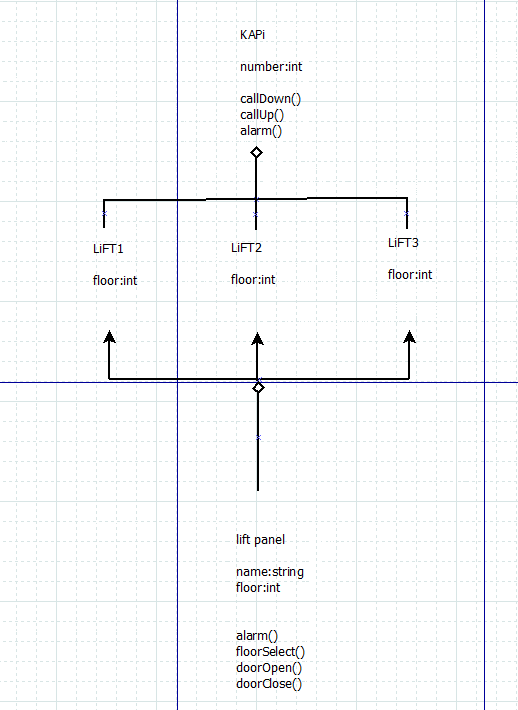 KAPi
number:int
callDown()
callUp()
alarm()
LiFT1
floor:int
LiFT2
floor:int
LiFT3
floor:int
lift panel
name:string
floor:int
alarm()
floorSelect()
doorOpen()
doorClose()